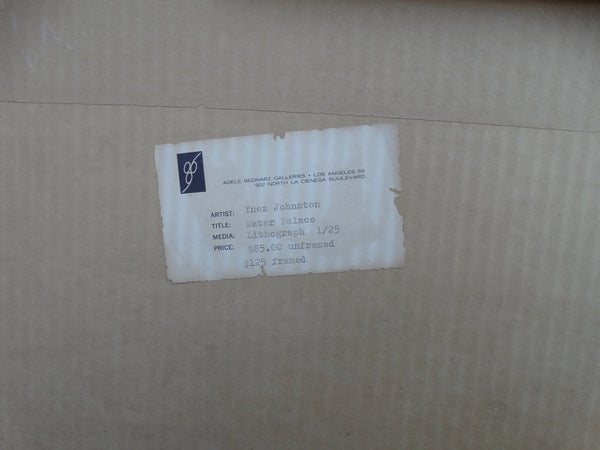 ADELE BEDNARZ GALLERIES • LOS ANGELES 69
902 NORTH LA CIENEGA BOULEVARD
ARTIST: Ynez Johnston
TITLE: Water Palace
MEDIA: Lithograph 1/25
PRICE: $85.00 unframed
$125 framed